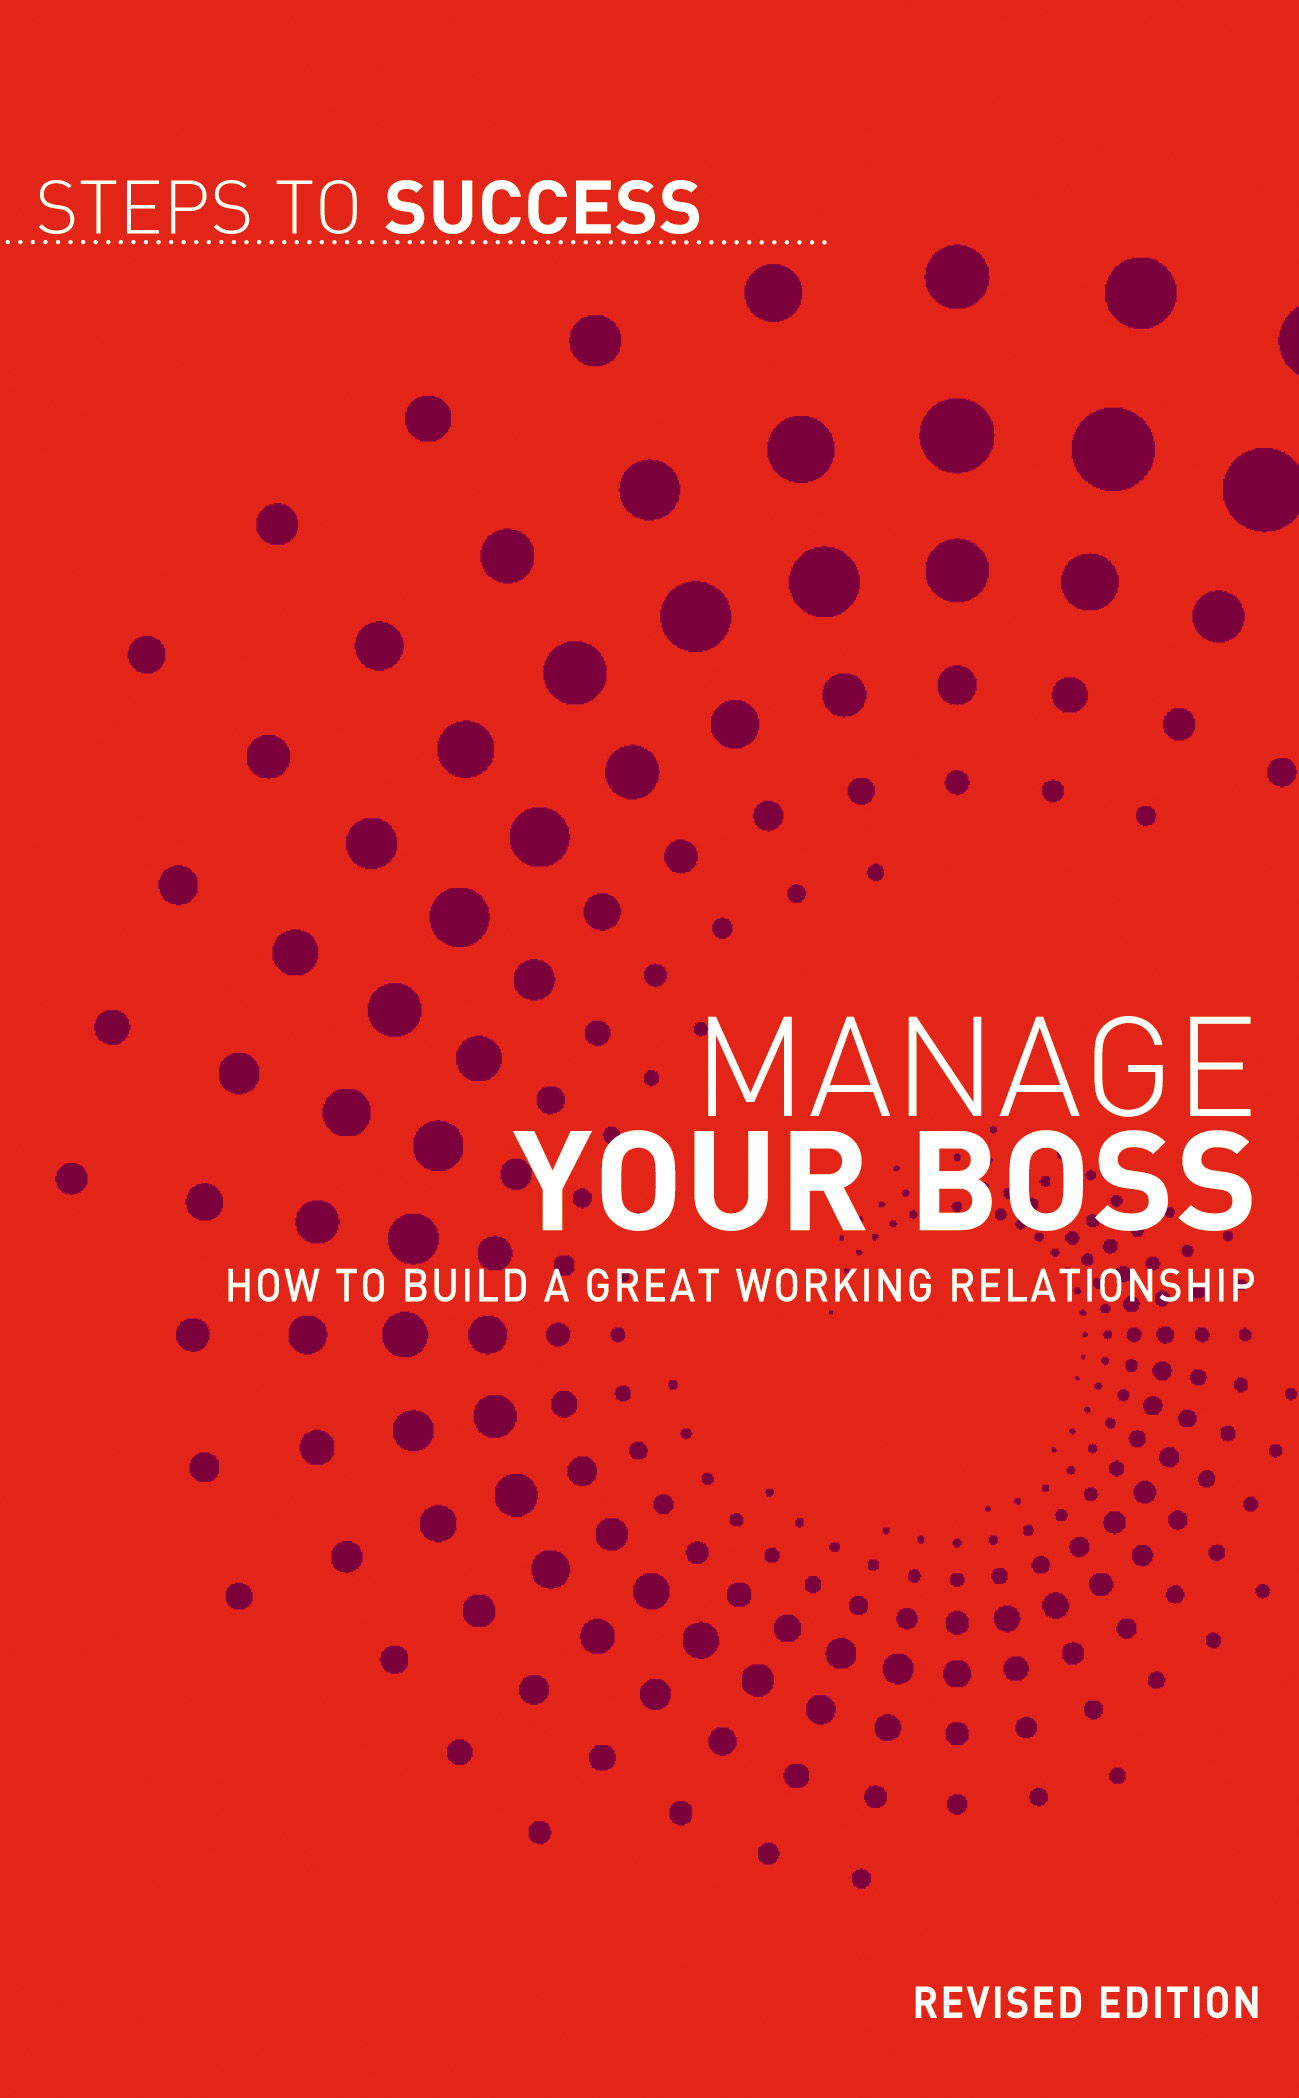 STEPS TO SUCCESS
MANAGE
YOUR BOSS
HOW TO BUILD A GREAT WORKING RELATIONSHIP
REVISED EDITION